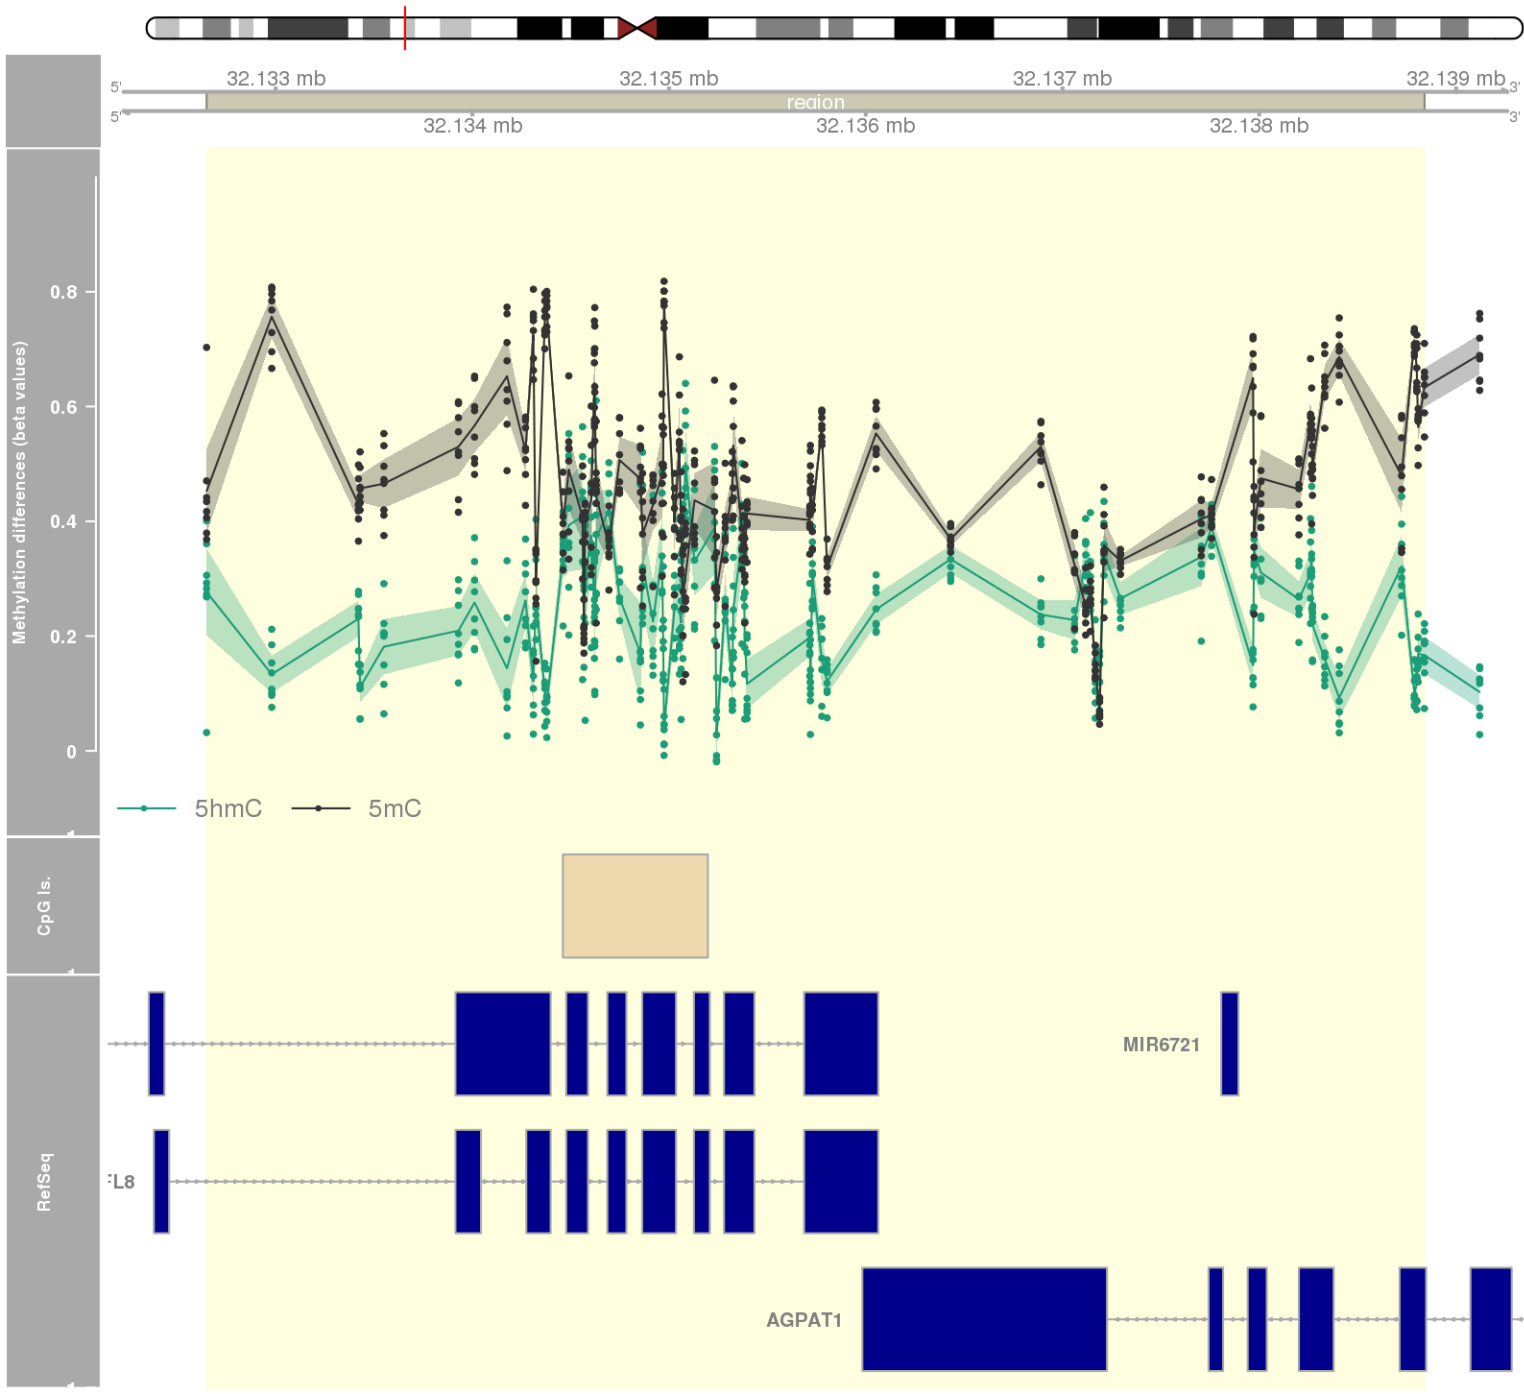 32.133 mb
32.135 mb
32.137 mb
32.139 mb
5'
3'
region
5'
3'
32.134 mb
32.136 mb
32.138 mb
Methylation differences (beta values)
0.8
0.6
0.4
0.2
0
5hmC
5mC
CpG Is.
RefSeq
MIR6721
L8
AGPAT1